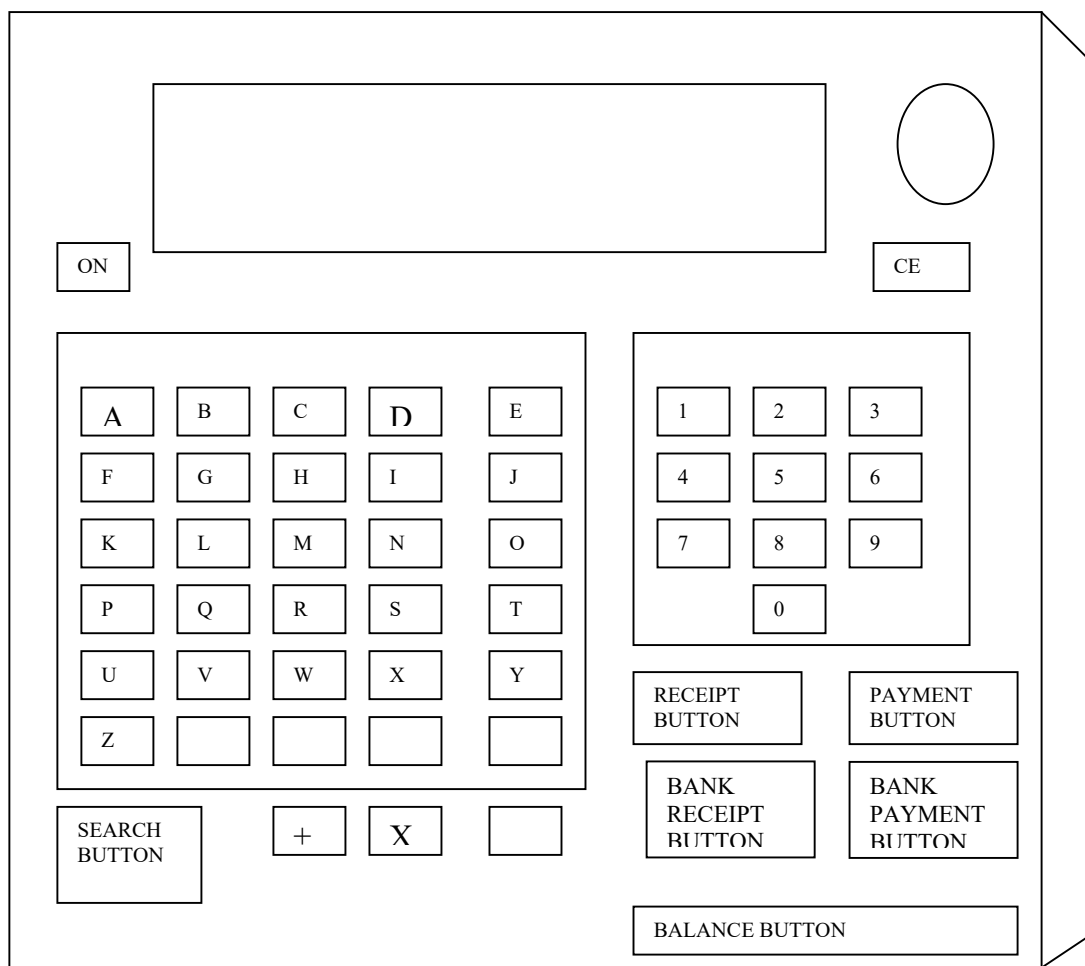 ON
CE
A B C D E
1 2 3
F G H I J
4 5 6
K L M N O
7 8 9
P Q R S T
0
U V W X Y
RECEIPT
BUTTON
PAYMENT
BUTTON
Z
BANK
RECEIPT
BUTTON
BANK
PAYMENT
BUTTON
SEARCH
BUTTON
+ X
BALANCE BUTTON